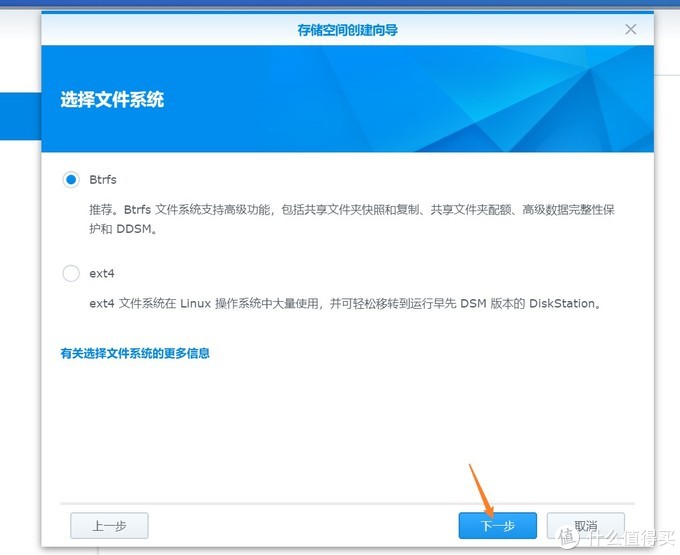 存储空间创建向导
选择文件系统
Btrfs
推荐。Btrfs 文件系统支持高级功能，包括共享文件夹快照和复制、共享文件夹配额、高级数据完整性保
护和 DDSM。
ext4
ext4 文件系统在 Linux 操作系统中大量使用，并可轻松移转到运行早先 DSM 版本的 DiskStation。
有关选择文件系统的更多信息
上一步
下一步
取消
值 什么值得买